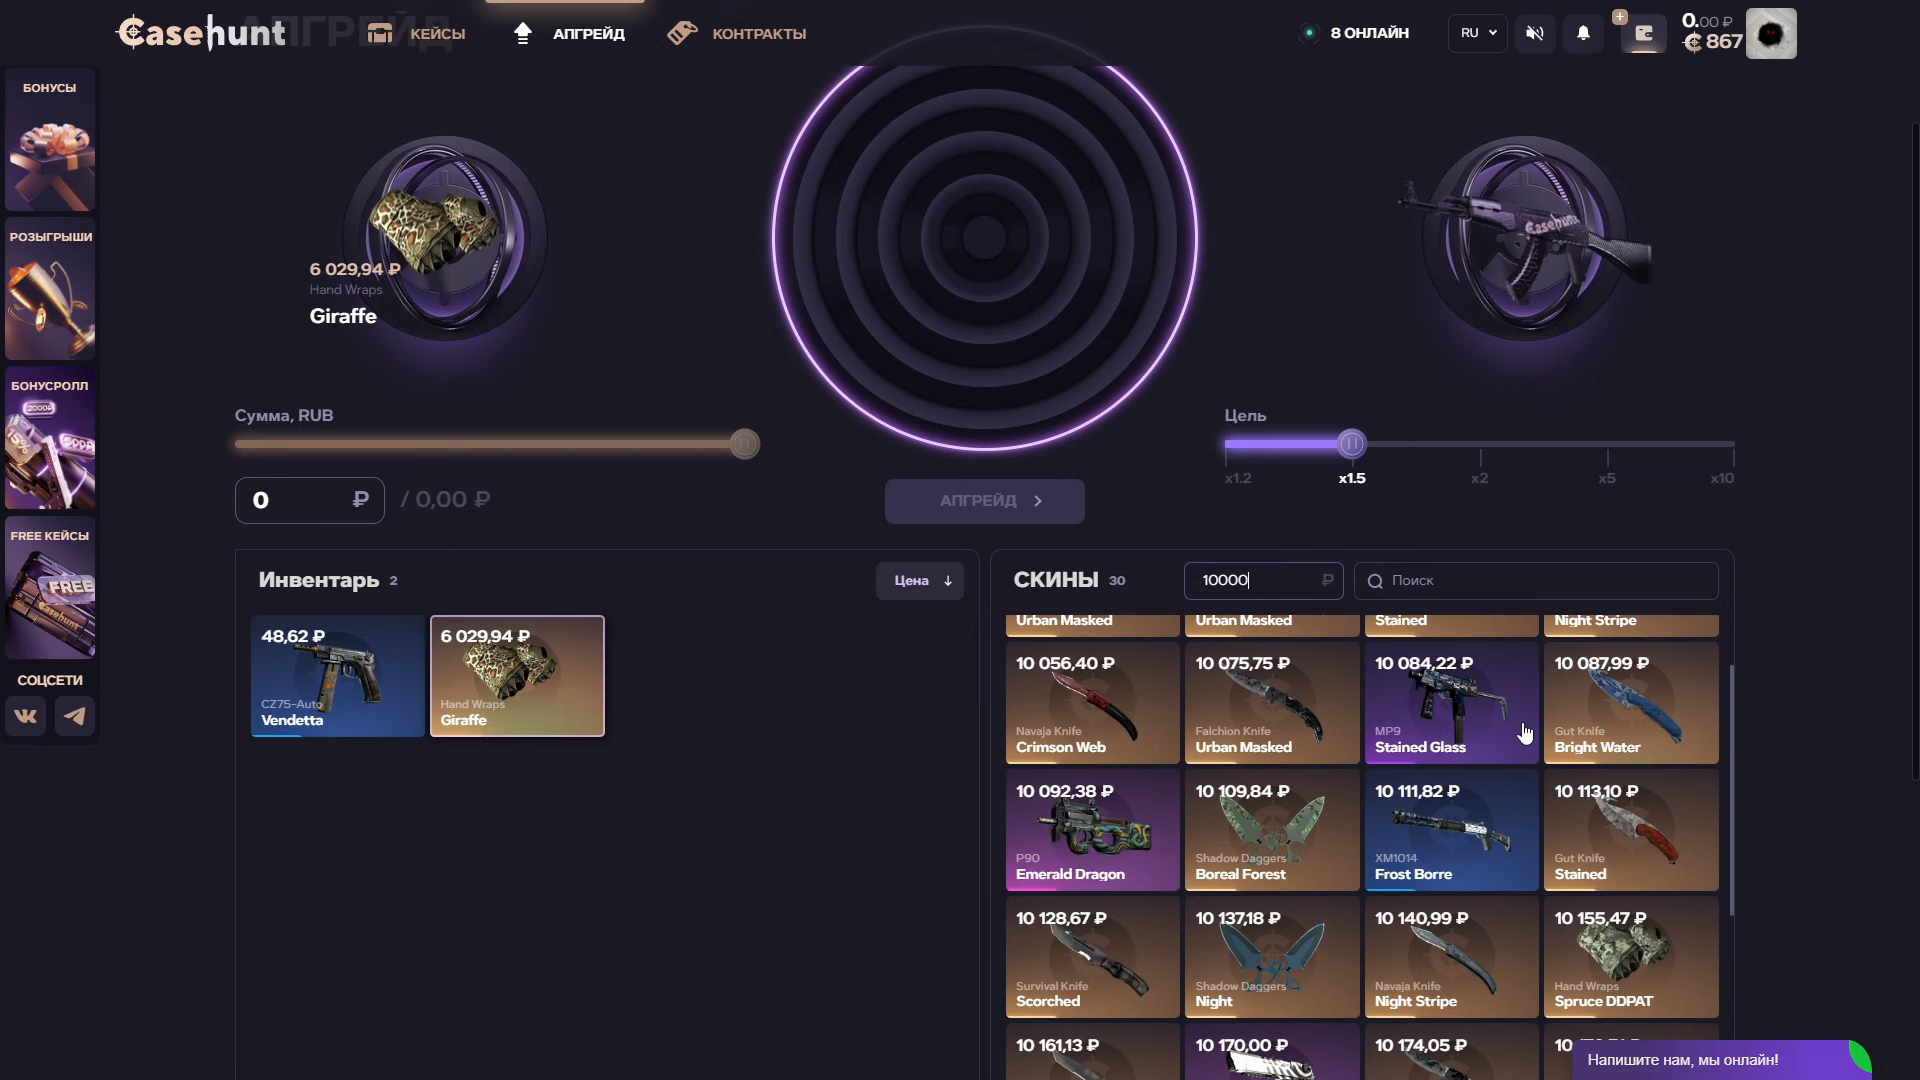 Casehunt
КЕЙСЫ
АПГРЕЙД
КОНТРАКТЫ
8 ОНЛАЙН
RU
0.00 ₽
867
БОНУСЫ
РОЗЫГРЫШИ
БОНУСРОЛЛ
2000₽
15%
FREE КЕЙСЫ
FREE
Casehunt
СОЦСЕТИ
6 029,94 ₽
Hand Wraps
Giraffe
Casehunt
Сумма, RUB
0 ₽ / 0,00 ₽
АПГРЕЙД
Цель
x1.2
x1.5
x2
x5
x10
Инвентарь 2
Цена
48,62 ₽
CZ75-Auto
Vendetta
6 029,94 ₽
Hand Wraps
Giraffe
СКИНЫ 30
10000 ₽
Поиск
Urban Masked
Urban Masked
Stained
Night Stripe
10 056,40 ₽
Navaja Knife
Crimson Web
10 075,75 ₽
Falchion Knife
Urban Masked
10 084,22 ₽
MP9
Stained Glass
10 087,99 ₽
Gut Knife
Bright Water
10 092,38 ₽
P90
Emerald Dragon
10 109,84 ₽
Shadow Daggers
Boreal Forest
10 111,82 ₽
XM1014
Frost Borre
10 113,10 ₽
Gut Knife
Stained
10 128,67 ₽
Survival Knife
Scorched
10 137,18 ₽
Shadow Daggers
Night
10 140,99 ₽
Navaja Knife
Night Stripe
10 155,47 ₽
Hand Wraps
Spruce DDPAT
10 161,13 ₽
10 170,00 ₽
10 174,05 ₽
Напишите нам, мы онлайн!